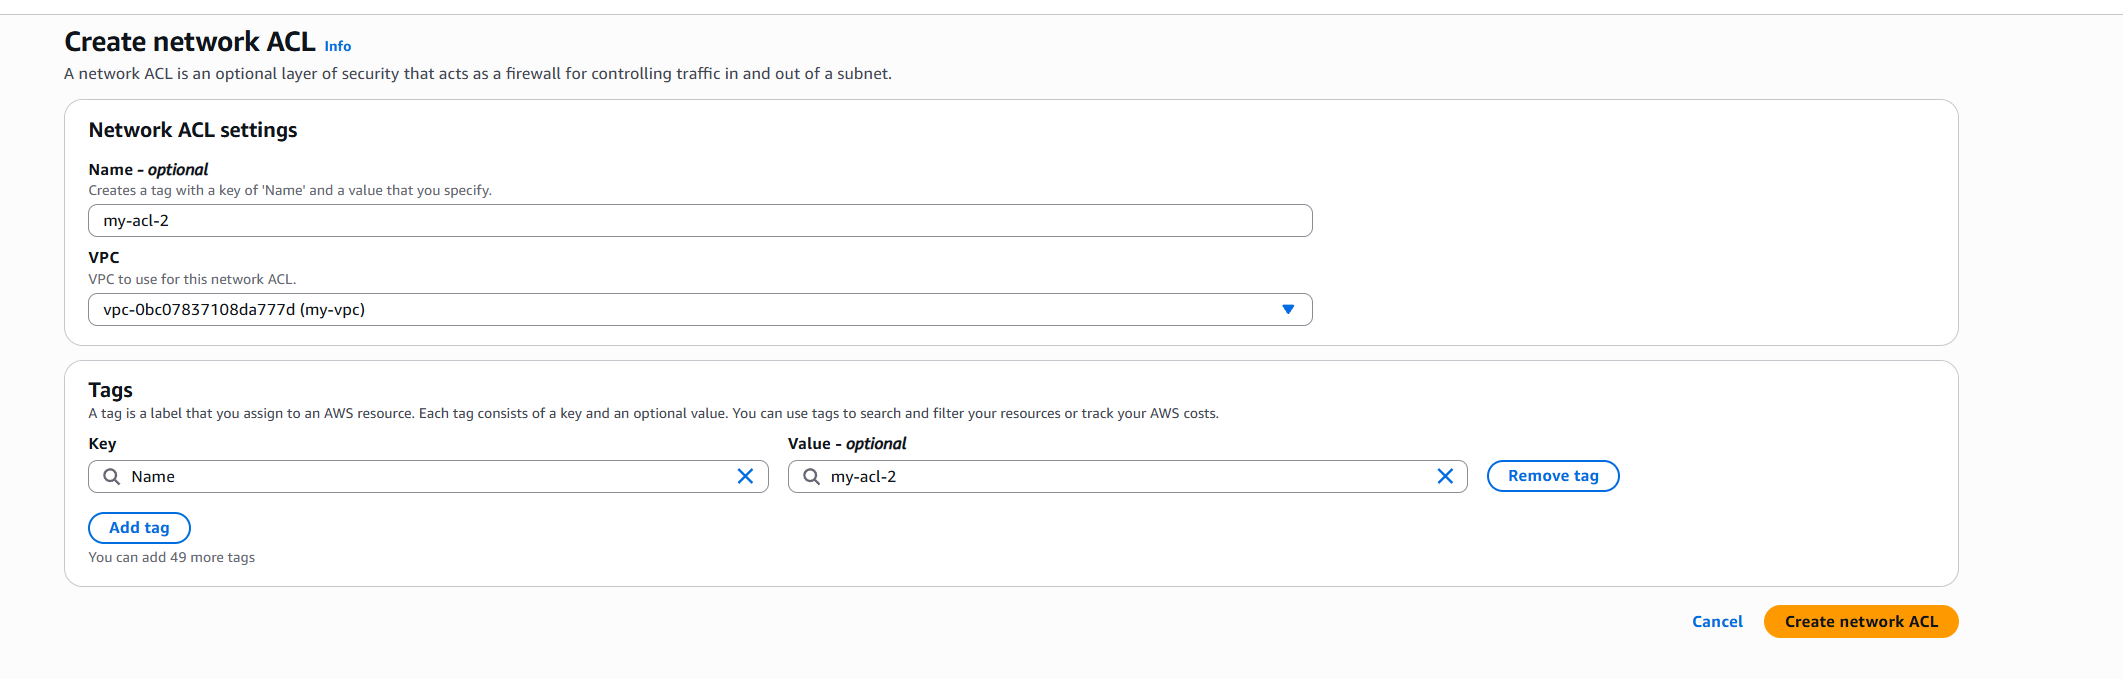 Create network ACL Info
A network ACL is an optional layer of security that acts as a firewall for controlling traffic in and out of a subnet.
Network ACL settings
Name - optional
Creates a tag with a key of 'Name' and a value that you specify.
my-acl-2
VPC
VPC to use for this network ACL.
vpc-0bc07837108da777d (my-vpc)
Tags
A tag is a label that you assign to an AWS resource. Each tag consists of a key and an optional value. You can use tags to search and filter your resources or track your AWS costs.
Key Value - optional
Name my-acl-2 Remove tag
Add tag
You can add 49 more tags
Cancel Create network ACL